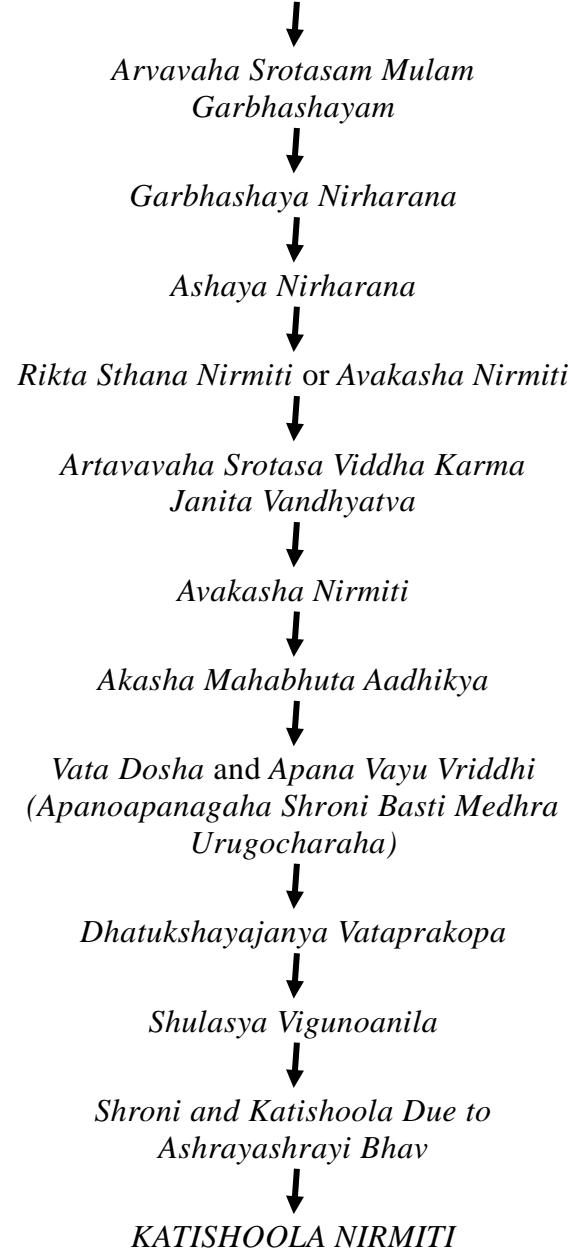 Arvavaha Srotasam Mulam
Garbhashayam
Garbhashaya Nirharana
Ashaya Nirharana
Rikta Sthana Nirmiti or Avakasha Nirmiti
Artavavaha Srotasa Viddha Karma
Janita Vandhyatva
Avakasha Nirmiti
Akasha Mahabhuta Aadhikya
Vata Dosha and Apana Vayu Vriddhi
(Apanoapanagaha Shroni Basti Medhra
Urugocharaha)
Dhatukshayajanya Vataprakopa
Shulasya Vigunoanila
Shroni and Katishoola Due to
Ashrayashrayi Bhav
KATISHOOLA NIRMITI